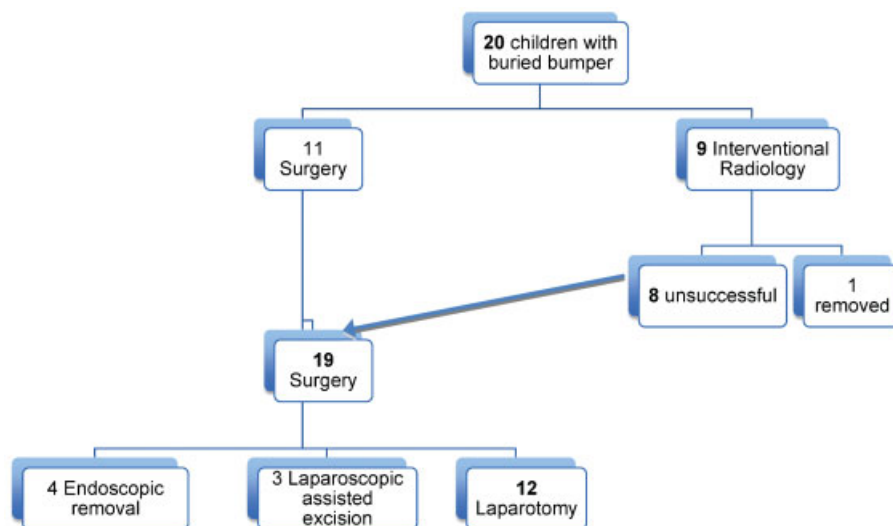 20 children with
buried bumper
11
Surgery
9 Interventional
Radiology
8 unsuccessful
1
removed
19
Surgery
4 Endoscopic
removal
3 Laparoscopic
assisted
excision
12
Laparotomy